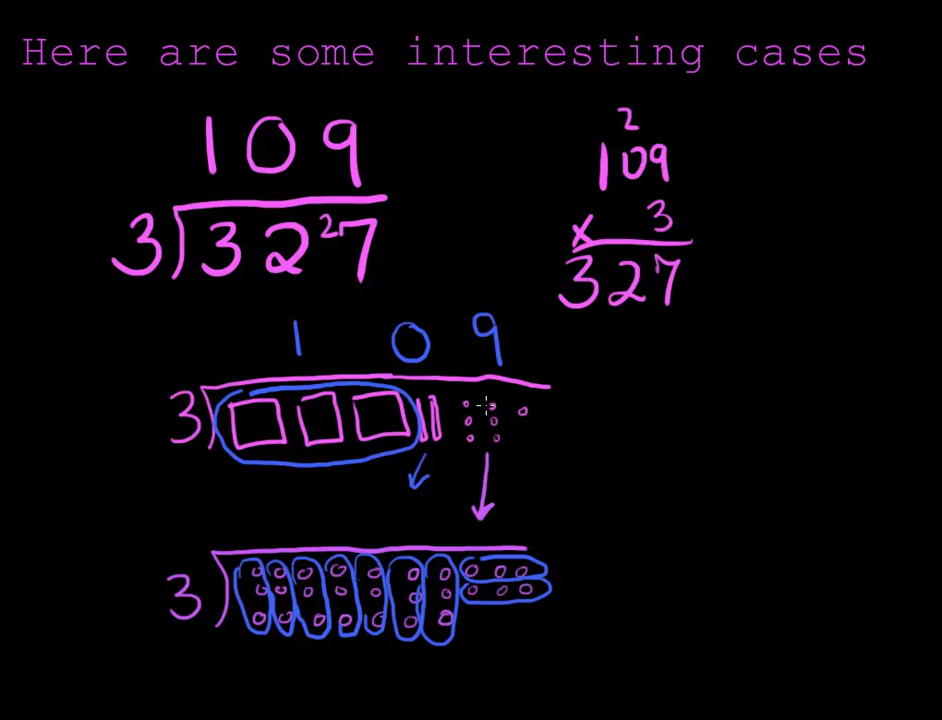 Here are some interesting cases
109
3)32²7
2
109
x 3
327
1 0 9
3)
3)